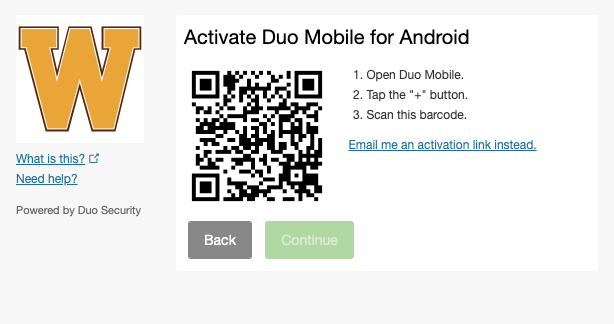 W
Activate Duo Mobile for Android
1. Open Duo Mobile.
2. Tap the "+" button.
3. Scan this barcode.
Email me an activation link instead.
What is this?
Need help?
Powered by Duo Security
Back
Continue